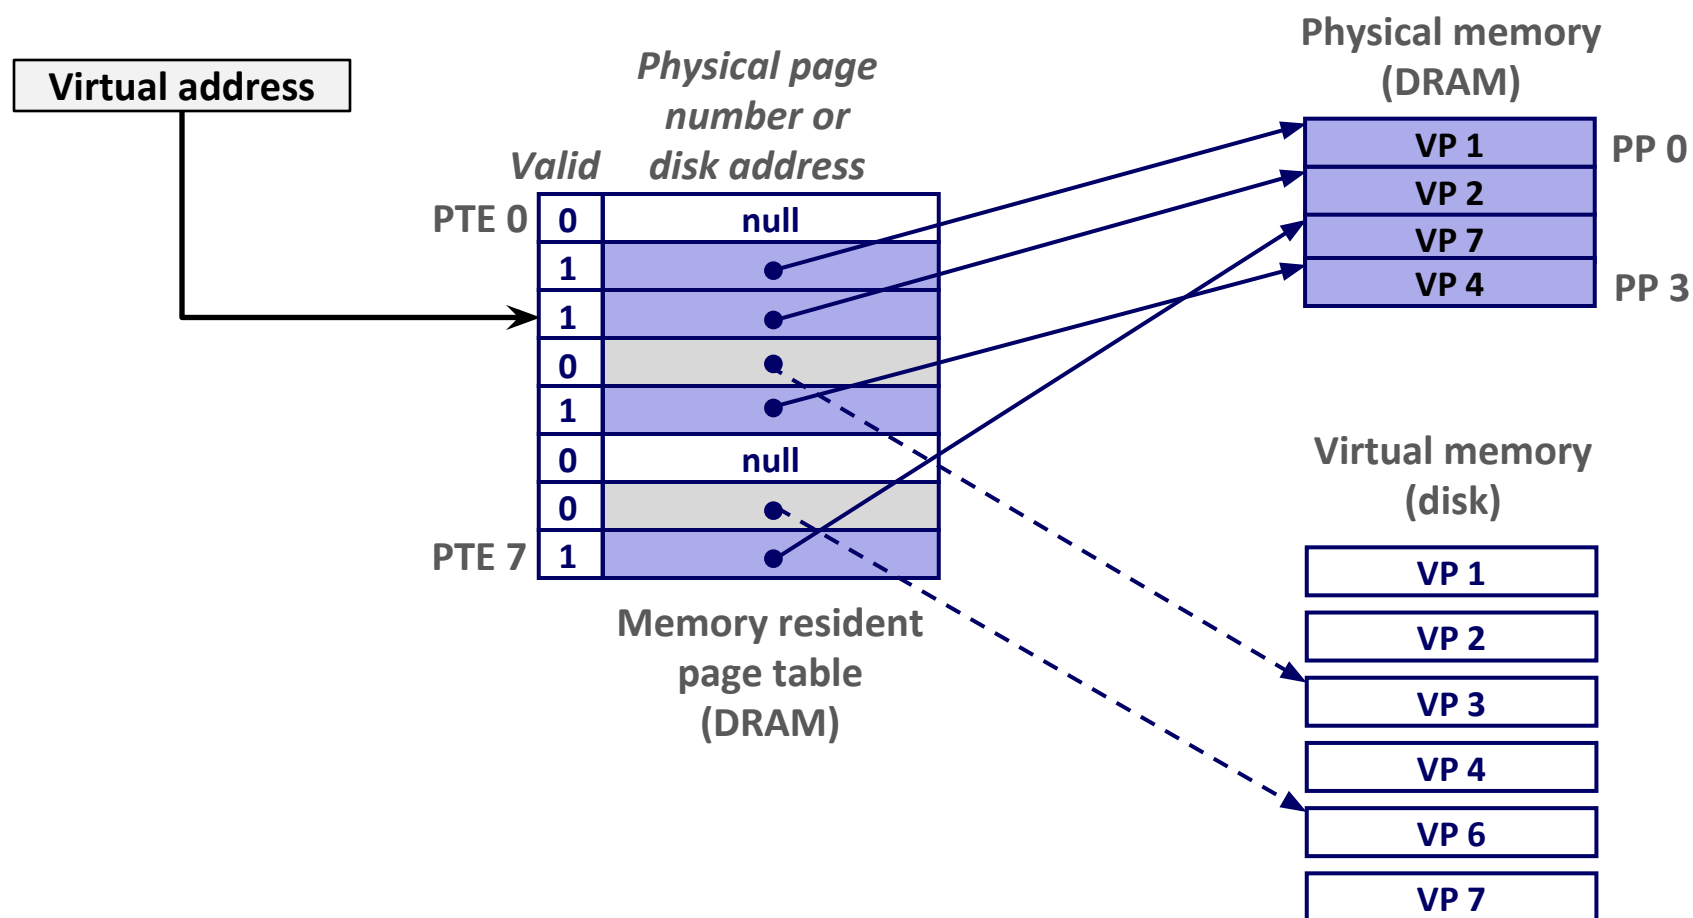 Virtual address
Physical page
number or
disk address
Valid
PTE 0
0
null
1
1
0
1
0
null
0
PTE 7
1
Memory resident
page table
(DRAM)
Physical memory
(DRAM)
VP 1
PP 0
VP 2
VP 7
VP 4
PP 3
Virtual memory
(disk)
VP 1
VP 2
VP 3
VP 4
VP 6
VP 7